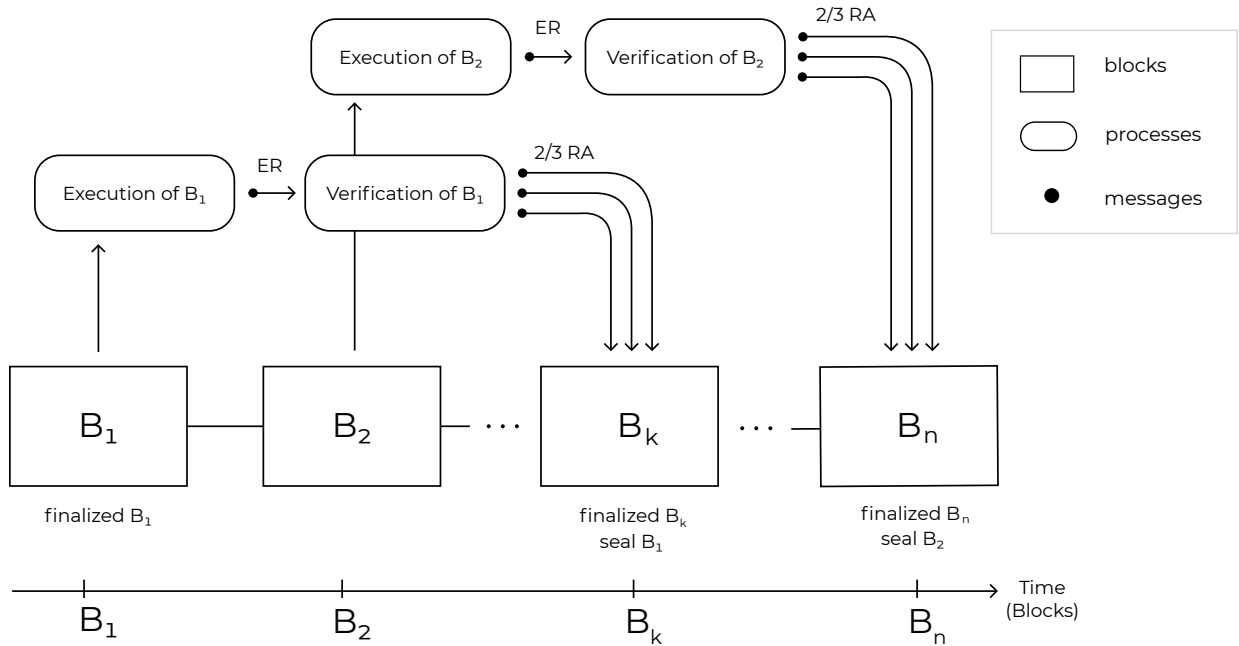 ER
2/3 RA
Execution of B₂
Verification of B₂
blocks
processes
messages
ER
2/3 RA
Execution of B₁
Verification of B₁
B₁
B₂
...
Bₖ
...
Bₙ
finalized B₁
finalized Bₖ
seal B₁
finalized Bₙ
seal B₂
Time
(Blocks)
B₁
B₂
Bₖ
Bₙ